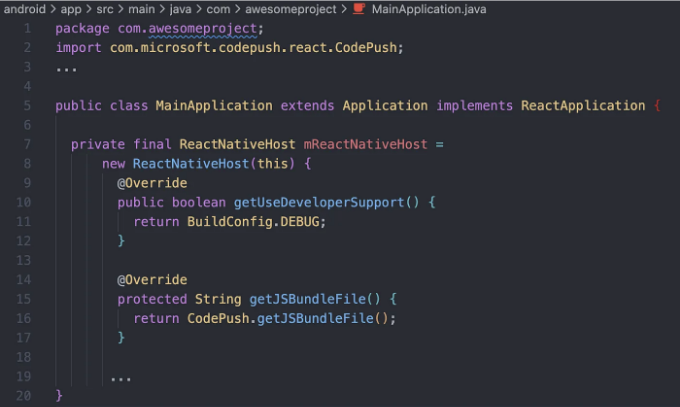 android > app > src > main > java > com > awesomeproject > MainApplication.java
1 package com.awesomeproject;
2 import com.microsoft.codepush.react.CodePush;
3 ...
4
5 public class MainApplication extends Application implements ReactApplication {
6
7 private final ReactNativeHost mReactNativeHost =
8 new ReactNativeHost(this) {
9 @Override
10 public boolean getUseDeveloperSupport() {
11 return BuildConfig.DEBUG;
12 }
13
14 @Override
15 protected String getJSBundleFile() {
16 return CodePush.getJSBundleFile();
17 }
18
19 ...
20 }